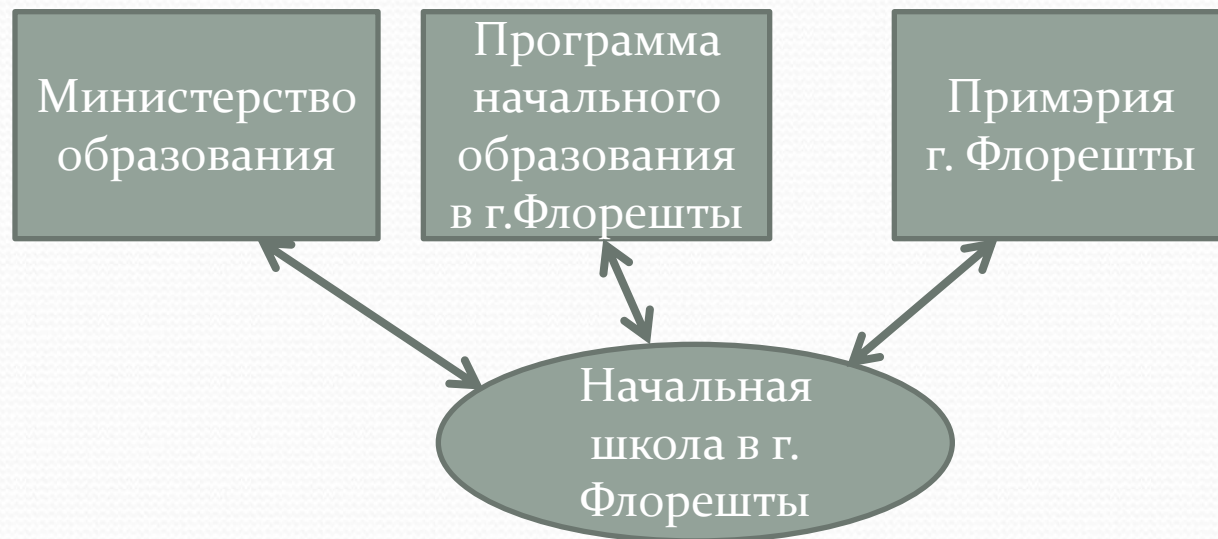 Министерство
образования
Программа
начального
образования
в г.Флорешты
Примэрия
г. Флорешты
Начальная
школа в г.
Флорешты